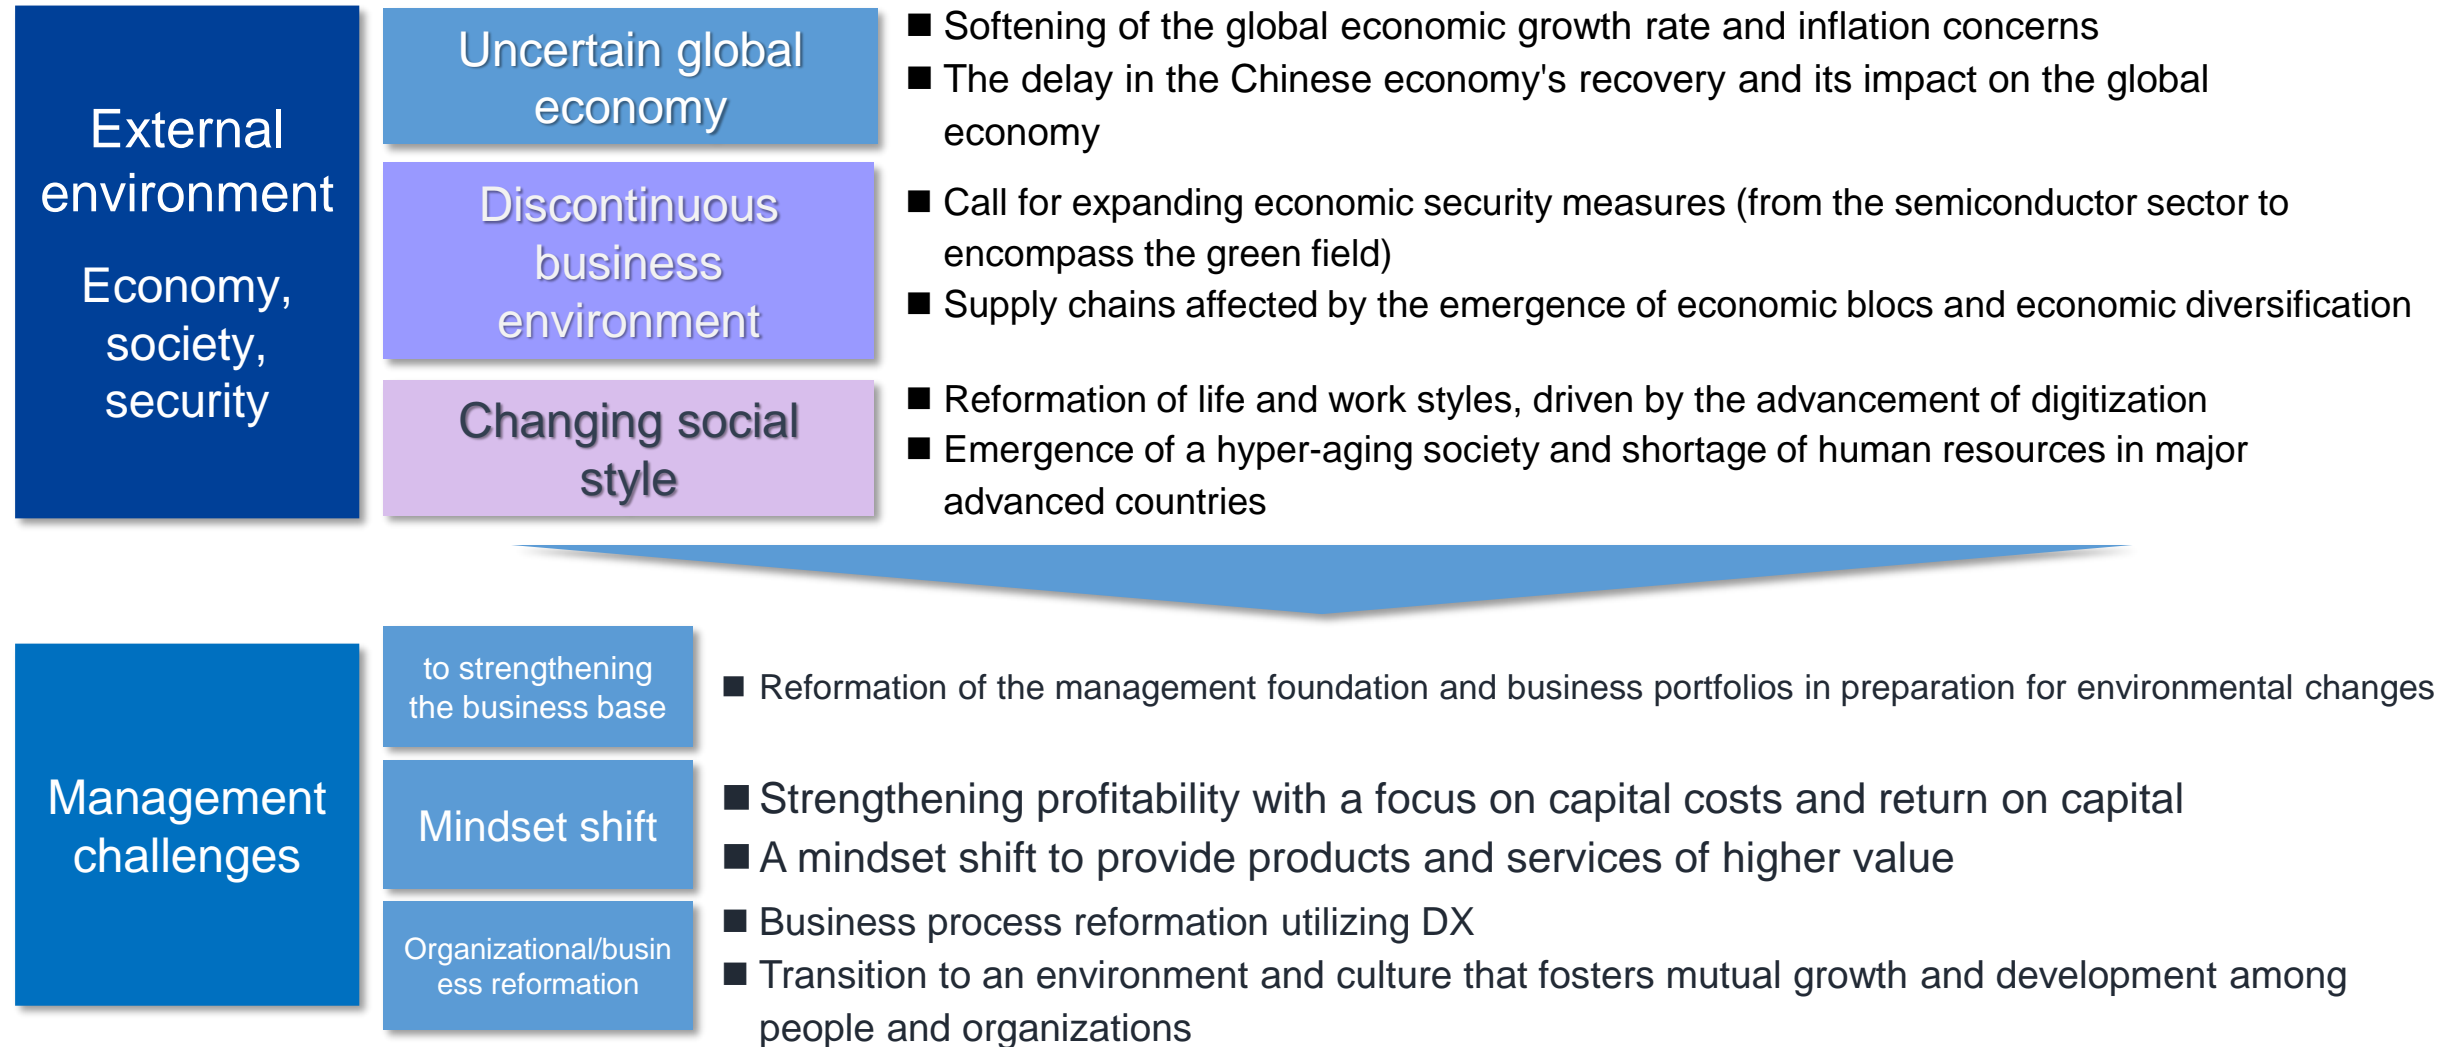 External
environment
Economy,
society,
security
Uncertain global
economy
■ Softening of the global economic growth rate and inflation concerns
■ The delay in the Chinese economy's recovery and its impact on the global
economy
Discontinuous
business
environment
■ Call for expanding economic security measures (from the semiconductor sector to
encompass the green field)
■ Supply chains affected by the emergence of economic blocs and economic diversification
Changing social
style
■ Reformation of life and work styles, driven by the advancement of digitization
■ Emergence of a hyper-aging society and shortage of human resources in major
advanced countries
Management
challenges
to strengthening
the business base
■ Reformation of the management foundation and business portfolios in preparation for environmental changes
Mindset shift
■ Strengthening profitability with a focus on capital costs and return on capital
■ A mindset shift to provide products and services of higher value
Organizational/busin
ess reformation
■ Business process reformation utilizing DX
■ Transition to an environment and culture that fosters mutual growth and development among
people and organizations